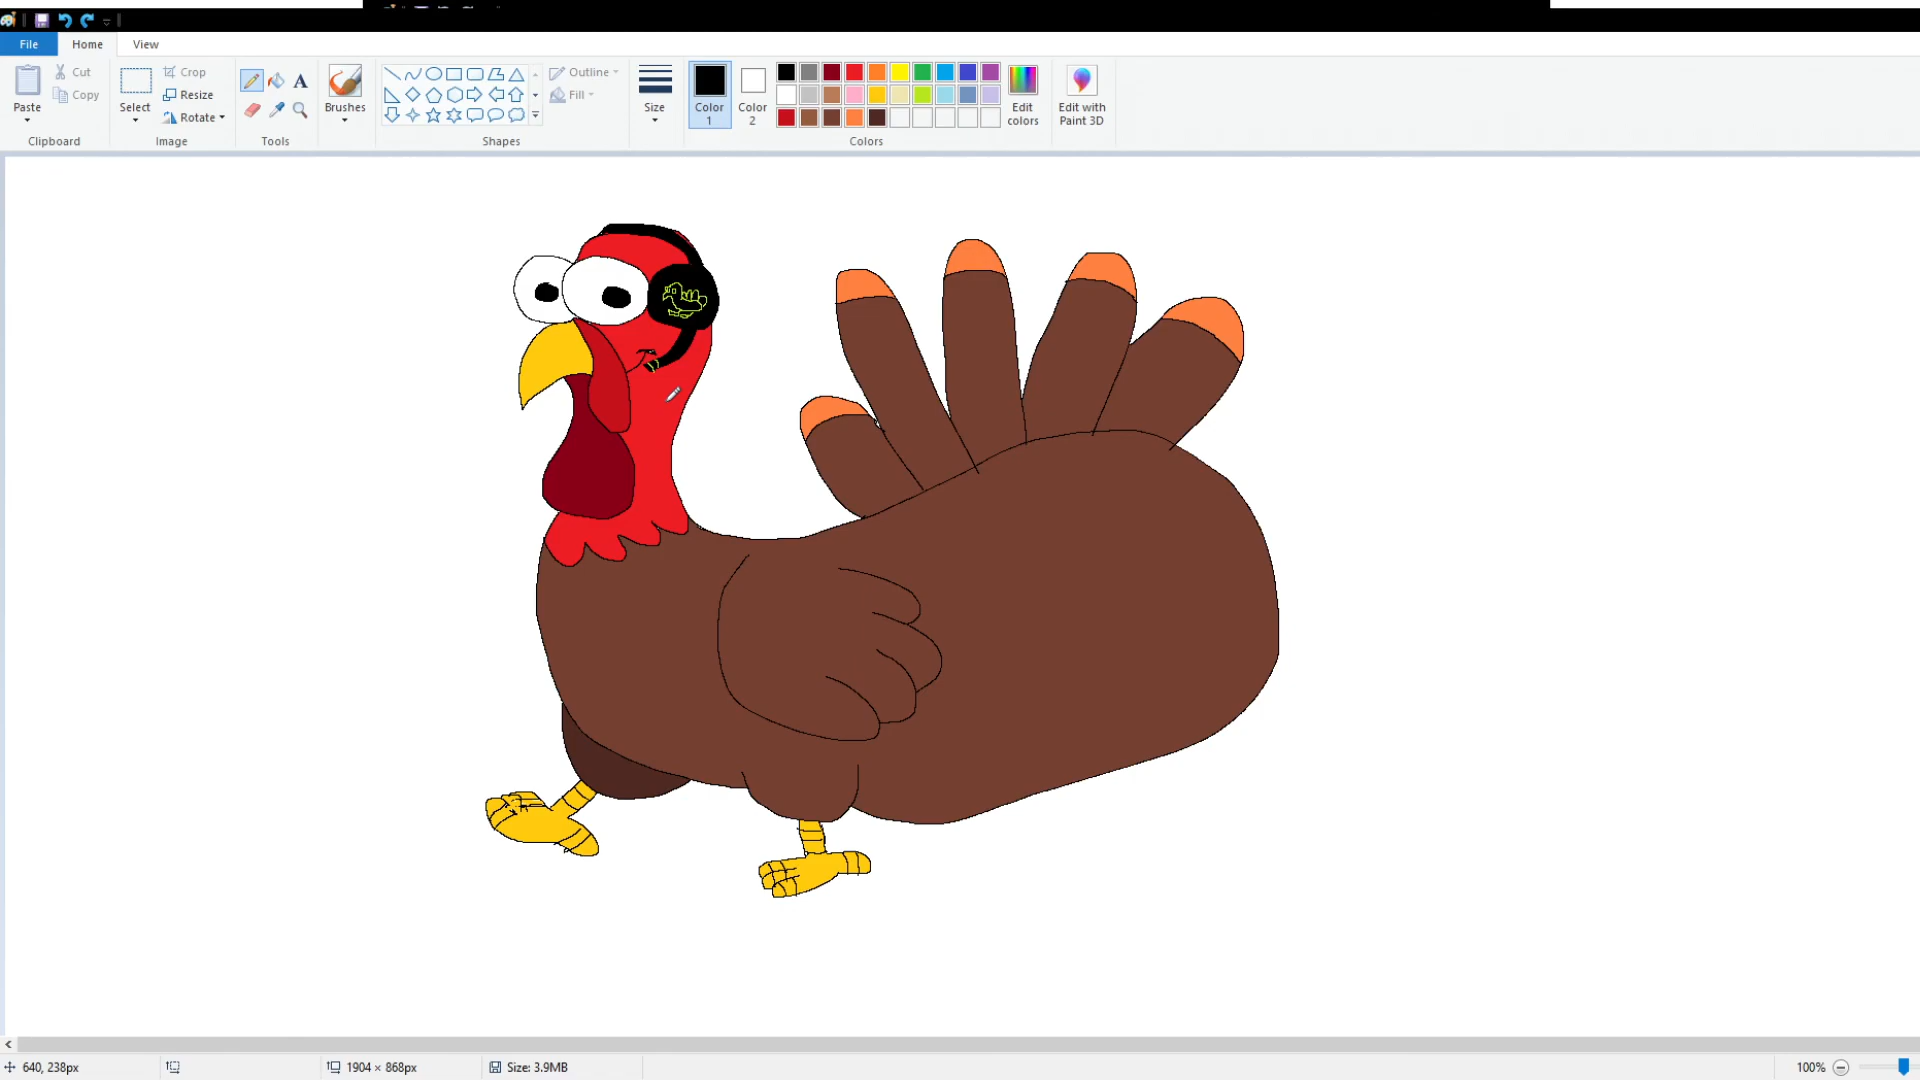 File Home View
Paste Cut Copy
Clipboard
Select Crop Resize Rotate
Image
A
Tools
Brushes
Outline Fill
Shapes
Size
Color 1
Color 2
Edit colors
Colors
Edit with Paint 3D
640, 238px
1904 × 868px
Size: 3.9MB
100%